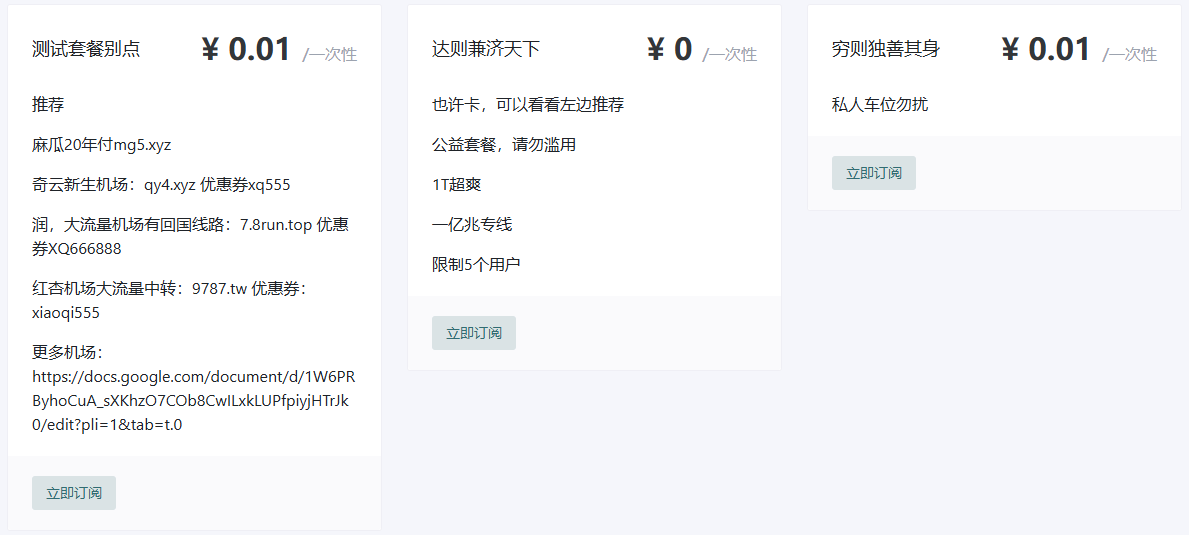 测试套餐别点
¥ 0.01 /一次性
推荐
麻瓜20年付mg5.xyz
奇云新生机场：qy4.xyz 优惠券xq555
润，大流量机场有回国线路：7.8run.top 优惠
券XQ666888
红杏机场大流量中转：9787.tw 优惠券：
xiaoqi555
更多机场：
https://docs.google.com/document/d/1W6PR
ByhoCuA_sXKhzO7COb8CwILxkLUPfpiyjHTrJk
0/edit?pli=1&tab=t.0
立即订阅
达则兼济天下
¥ 0 /一次性
也许卡，可以看看左边推荐
公益套餐，请勿滥用
1T超爽
一亿兆专线
限制5个用户
立即订阅
穷则独善其身
¥ 0.01 /一次性
私人车位勿扰
立即订阅